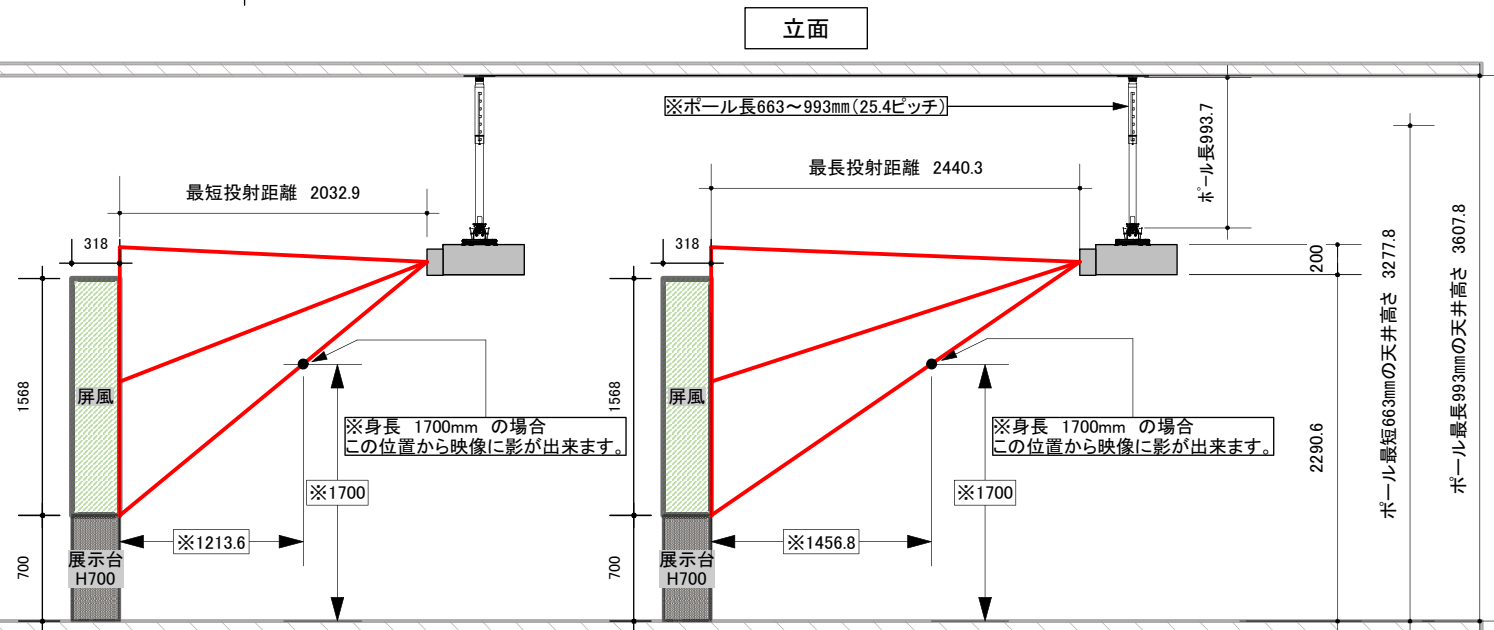 立面
※ポール長663～993mm(25.4ピッチ)
ポール長993.7
最短投射距離 2032.9
最長投射距離 2440.3
318
318
200
ポール最短663mmの天井高さ 3277.8
ポール最長993mmの天井高さ 3607.8
1568
屏風
1568
屏風
※身長 1700mm の場合
この位置から映像に影が出来ます。
※身長 1700mm の場合
この位置から映像に影が出来ます。
2290.6
※1700
※1700
※1213.6
※1456.8
700
展示台
H700
700
展示台
H700